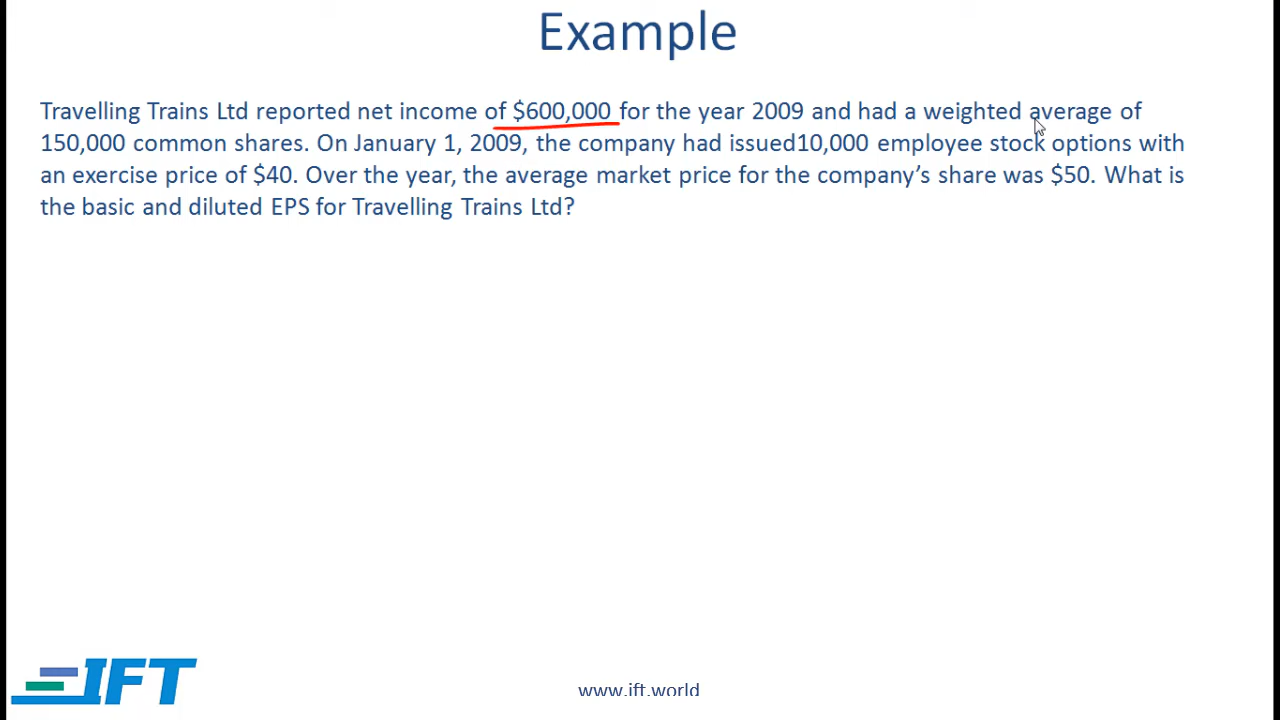 Example
Travelling Trains Ltd reported net income of $600,000 for the year 2009 and had a weighted average of
150,000 common shares. On January 1, 2009, the company had issued10,000 employee stock options with
an exercise price of $40. Over the year, the average market price for the company’s share was $50. What is
the basic and diluted EPS for Travelling Trains Ltd?
IFT
www.ift.world